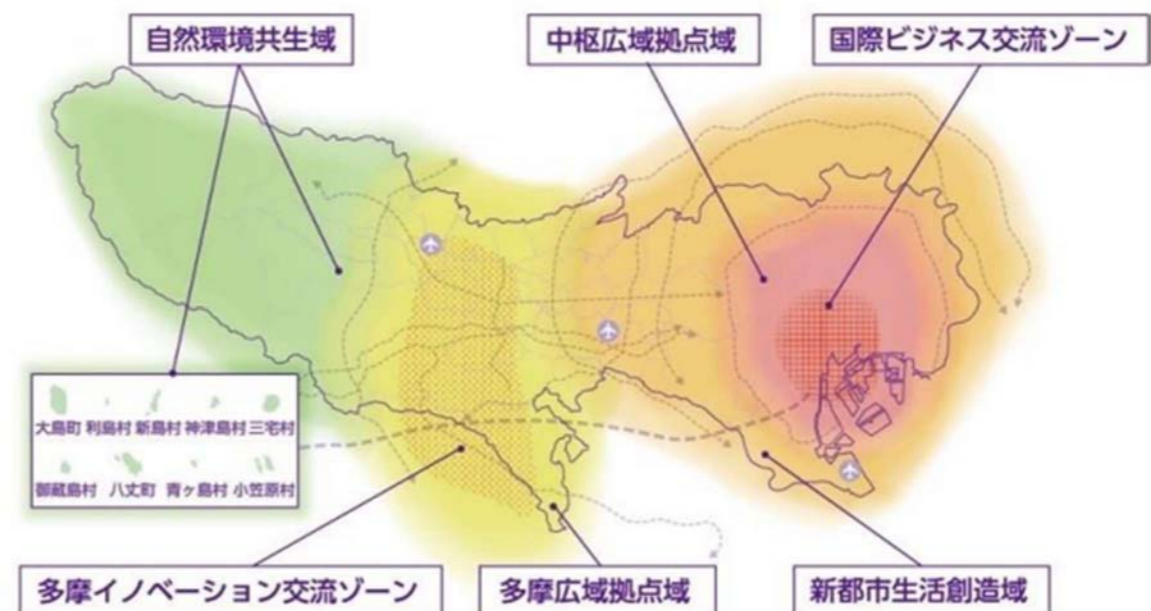 自然環境共生域
中枢広域拠点域
国際ビジネス交流ゾーン
大島町 利島村 新島村 神津島村 三宅村
御蔵島村 八丈町 青ヶ島村 小笠原村
多摩イノベーション交流ゾーン
多摩広域拠点域
新都市生活創造域